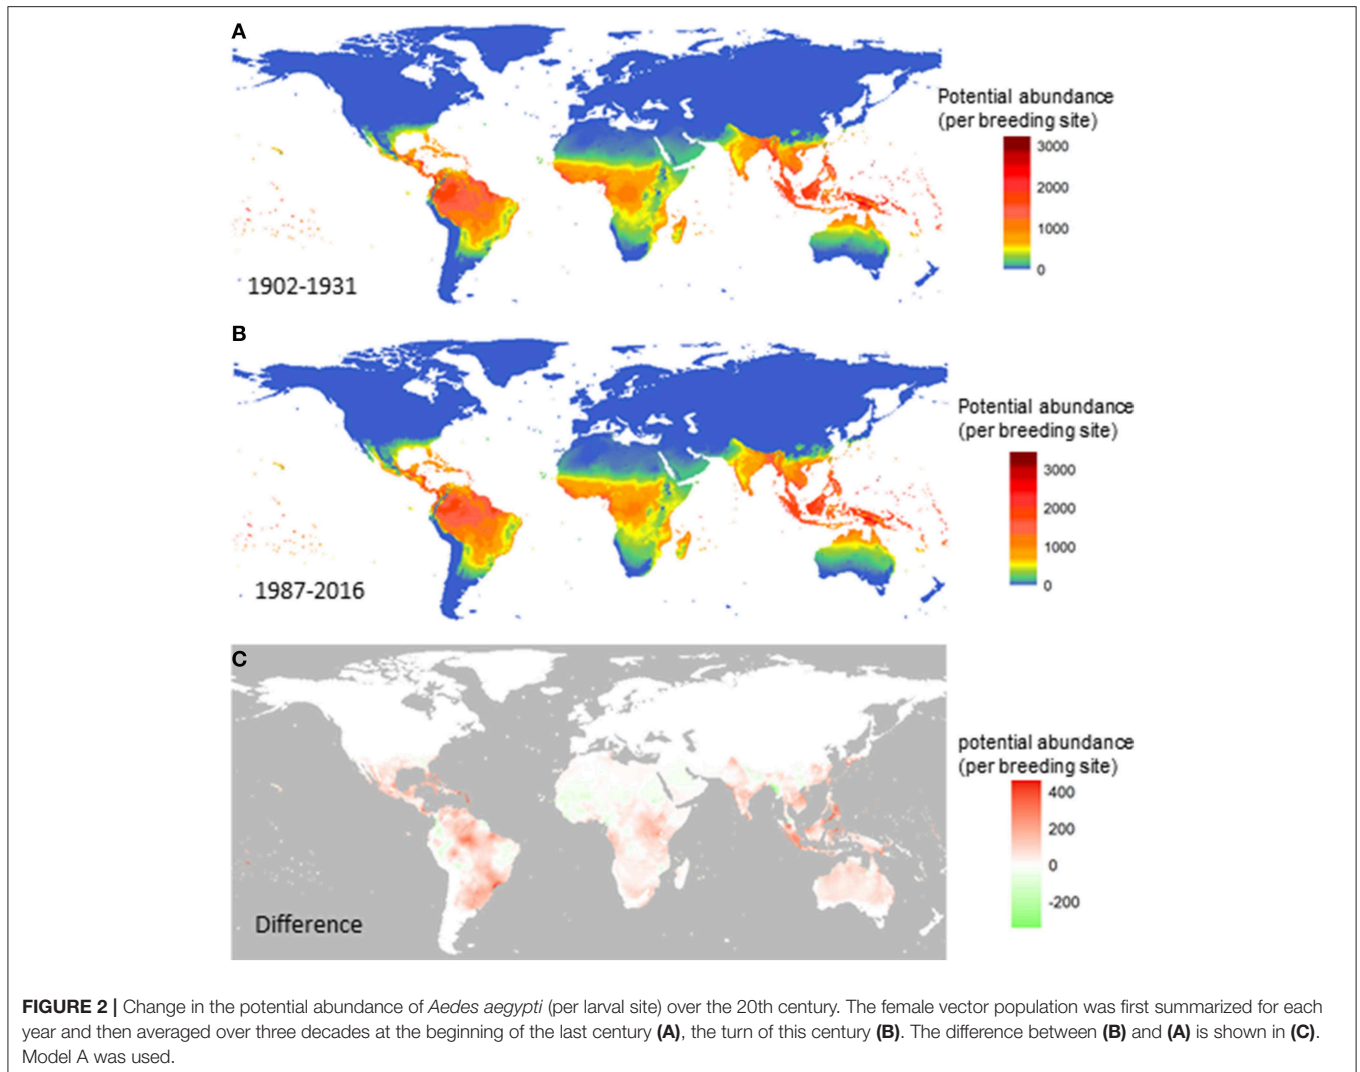 A
Potential abundance
(per breeding site)
3000
2000
1000
0
1902-1931
B
Potential abundance
(per breeding site)
3000
2000
1000
0
1987-2016
C
potential abundance
(per breeding site)
400
200
0
-200
Difference
FIGURE 2 | Change in the potential abundance of Aedes aegypti (per larval site) over the 20th century. The female vector population was first summarized for each
year and then averaged over three decades at the beginning of the last century (A), the turn of this century (B). The difference between (B) and (A) is shown in (C).
Model A was used.